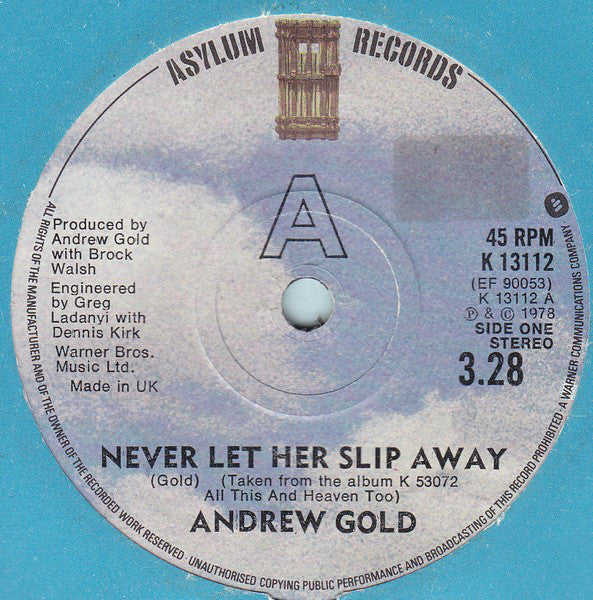 ASYLUM RECORDS
A
Produced by
Andrew Gold
with Brock
Walsh
Engineered
by Greg
Ladanyi with
Dennis Kirk
Warner Bros.
Music Ltd.
Made in UK
45 RPM
K 13112
(EF 90053)
K 13112 A
Ⓟ & © 1978
SIDE ONE
STEREO
3.28
NEVER LET HER SLIP AWAY
(Gold) (Taken from the album K 53072
All This And Heaven Too)
ANDREW GOLD
ALL RIGHTS OF THE MANUFACTURER AND OF THE OWNER OF THE RECORDED WORK RESERVED · UNAUTHORISED COPYING PUBLIC PERFORMANCE AND BROADCASTING OF THIS RECORD PROHIBITED · A WARNER COMMUNICATIONS COMPANY